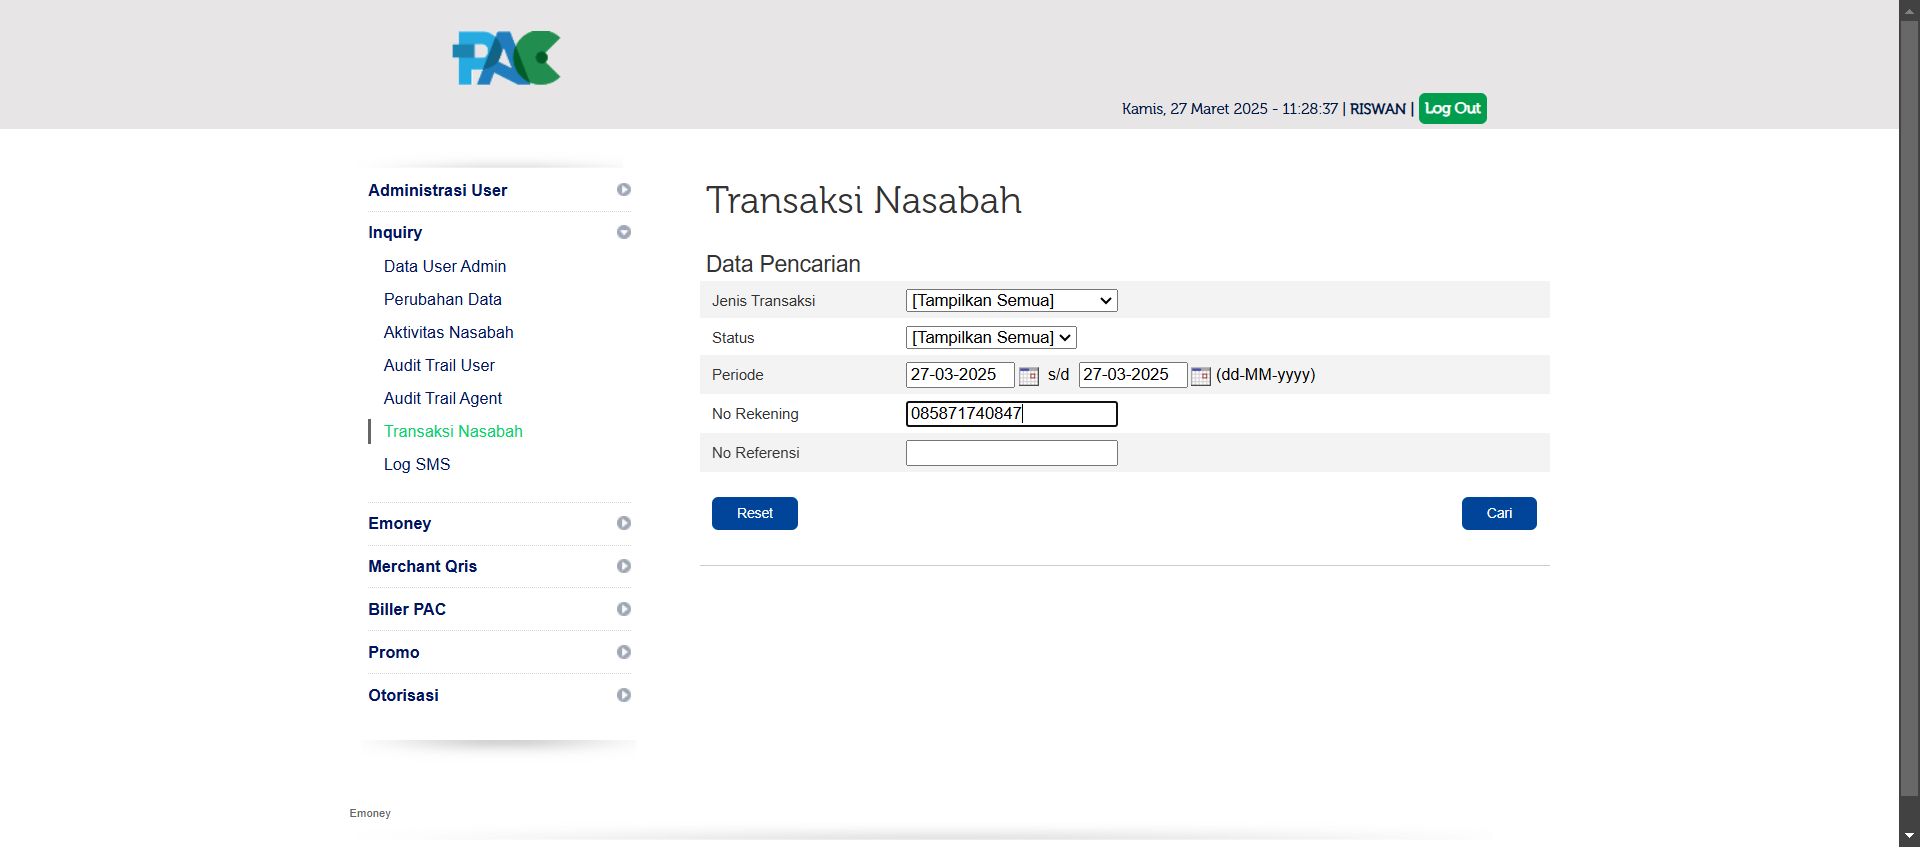 PAC
Kamis, 27 Maret 2025 - 11:28:37 | RISWAN | Log Out
Administrasi User
Inquiry
Data User Admin
Perubahan Data
Aktivitas Nasabah
Audit Trail User
Audit Trail Agent
Transaksi Nasabah
Log SMS
Emoney
Merchant Qris
Biller PAC
Promo
Otorisasi
Transaksi Nasabah
Data Pencarian
Jenis Transaksi [Tampilkan Semua]
Status [Tampilkan Semua]
Periode 27-03-2025 s/d 27-03-2025 (dd-MM-yyyy)
No Rekening 085871740847
No Referensi
Reset Cari
Emoney